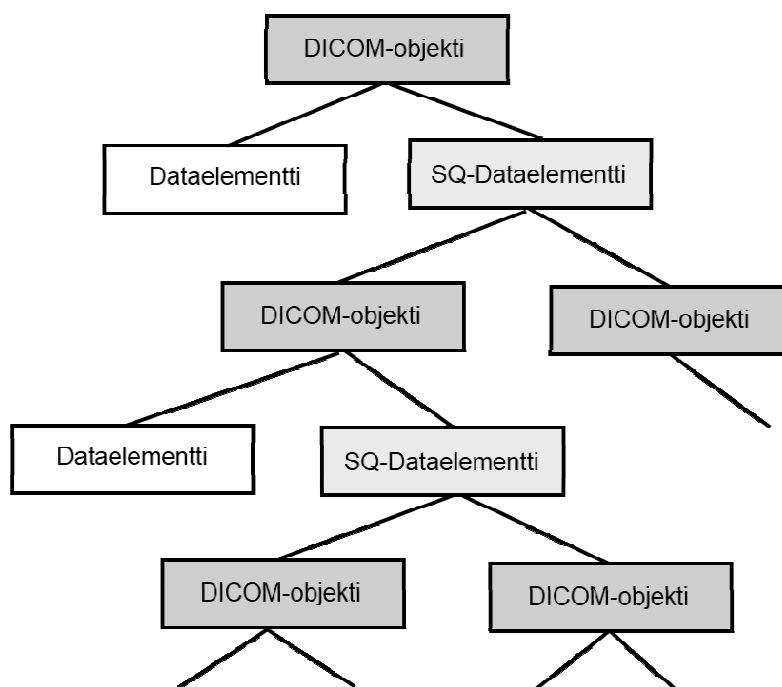 DICOM-objekti
Dataelementti
SQ-Dataelementti
DICOM-objekti
DICOM-objekti
Dataelementti
SQ-Dataelementti
DICOM-objekti
DICOM-objekti